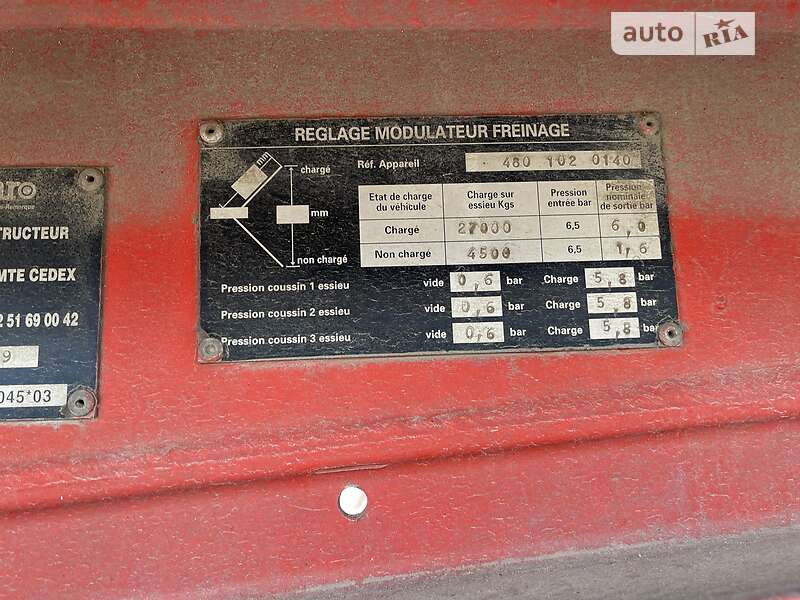 auto RIA
REGLAGE MODULATEUR FREINAGE
mm
chargé
mm
non chargé
Réf. Appareil 480 102 0140
Etat de charge du véhicule
Charge sur essieu Kgs
Pression entrée bar
Pression nominale de sortie bar
Chargé 27000 6,5 6,0
Non chargé 4500 6,5 1,6
Pression coussin 1 essieu vide 0,6 bar Charge 5,8 bar
Pression coussin 2 essieu vide 0,6 bar Charge 5,8 bar
Pression coussin 3 essieu vide 0,6 bar Charge 5,8 bar
TRUCTEUR
MTE CEDEX
2 51 69 00 42
9
045*03